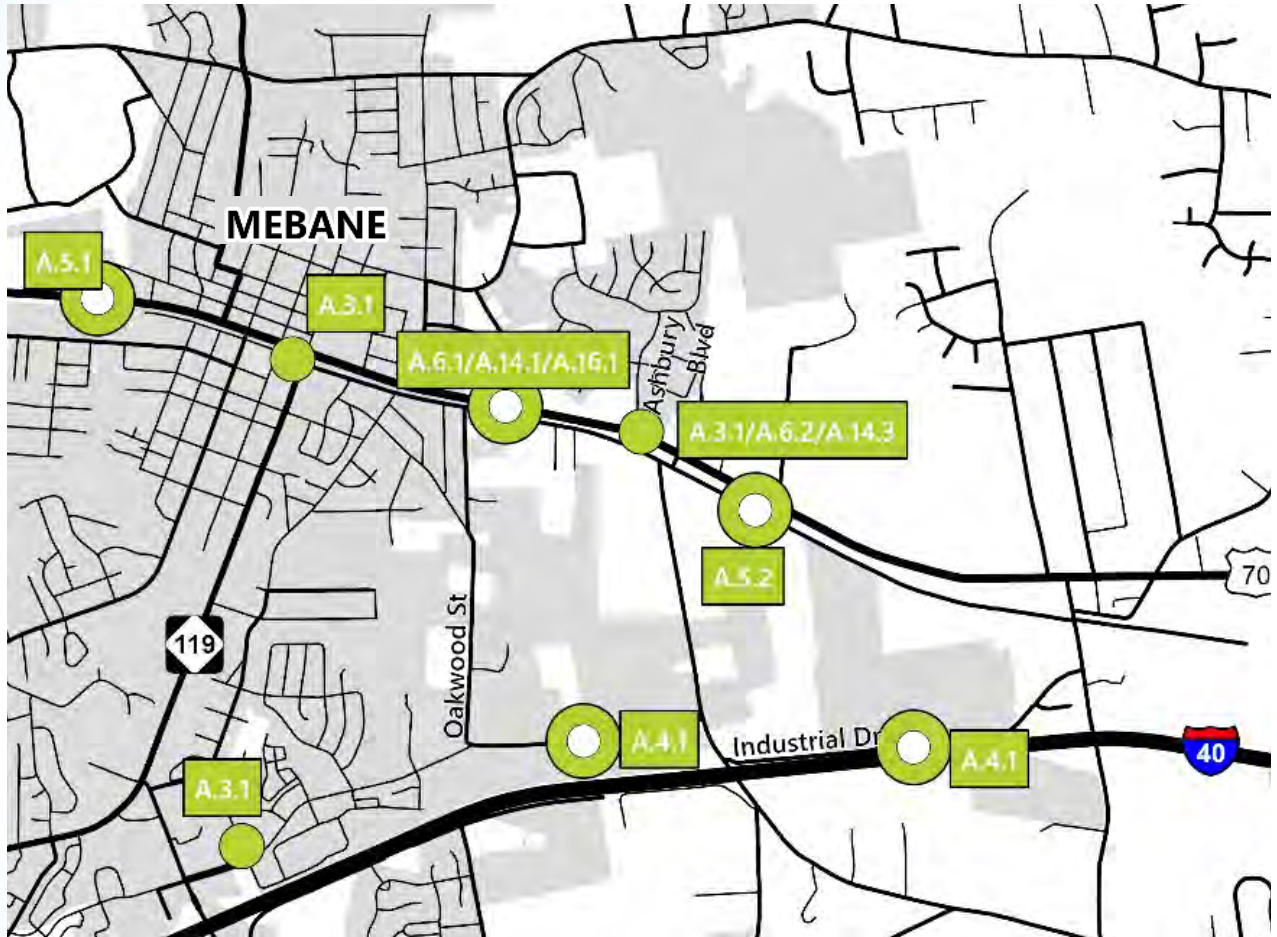 MEBANE
A.5.1
A.3.1
A.6.1/A.14.1/A.16.1
Ashbury
Blvd
A.3.1/A.6.2/A.14.3
A.5.2
70
119
Oakwood St
A.4.1
Industrial Dr
A.4.1
40
A.3.1